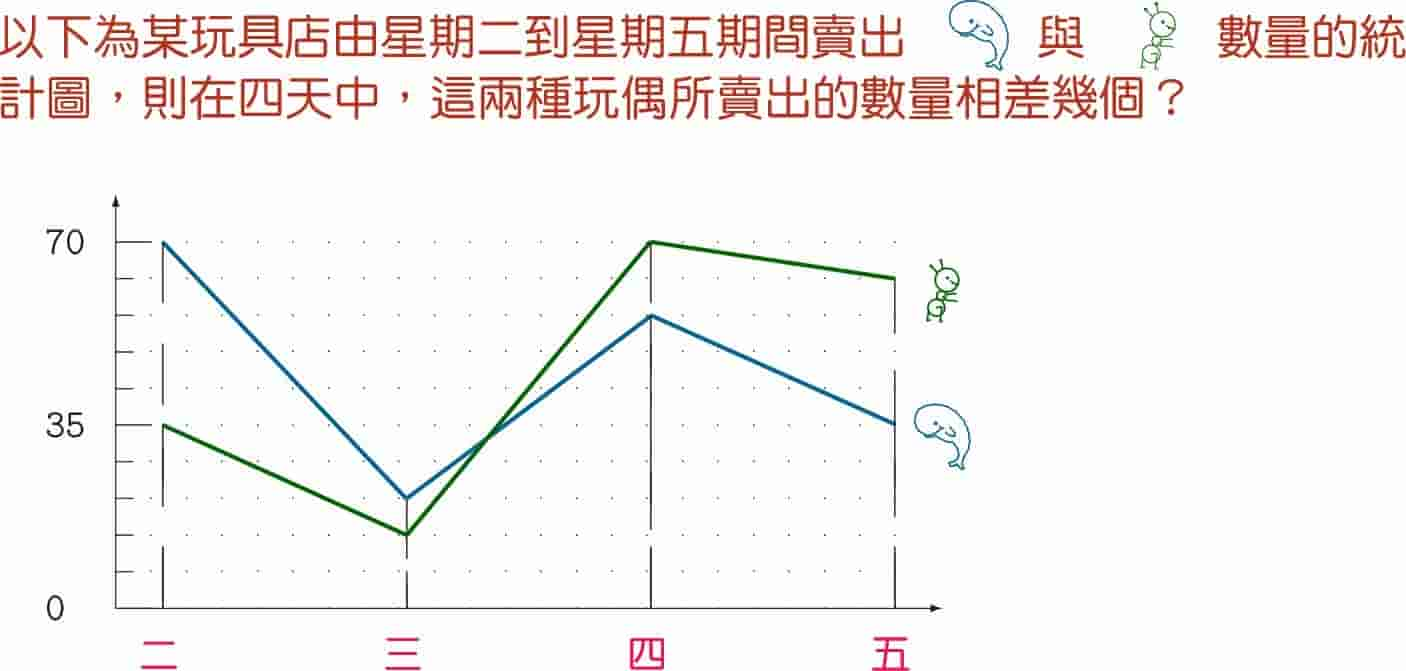 以下為某玩具店由星期二到星期五期間賣出 與 數量的統
計圖，則在四天中，這兩種玩偶所賣出的數量相差幾個？
70
35
0
二 三 四 五